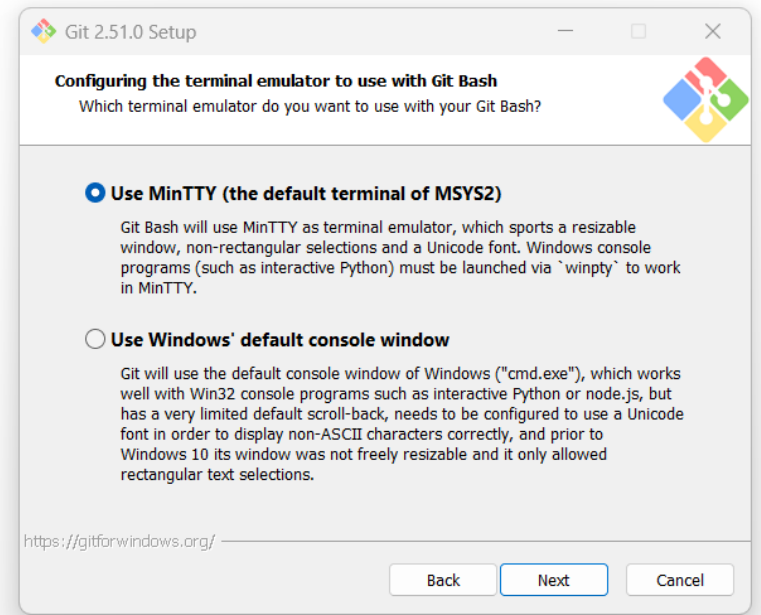 Git 2.51.0 Setup
Configuring the terminal emulator to use with Git Bash
Which terminal emulator do you want to use with your Git Bash?
Use MinTTY (the default terminal of MSYS2)
Git Bash will use MinTTY as terminal emulator, which sports a resizable
window, non-rectangular selections and a Unicode font. Windows console
programs (such as interactive Python) must be launched via `winpty` to work
in MinTTY.
Use Windows' default console window
Git will use the default console window of Windows ("cmd.exe"), which works
well with Win32 console programs such as interactive Python or node.js, but
has a very limited default scroll-back, needs to be configured to use a Unicode
font in order to display non-ASCII characters correctly, and prior to
Windows 10 its window was not freely resizable and it only allowed
rectangular text selections.
https://gitforwindows.org/
Back
Next
Cancel